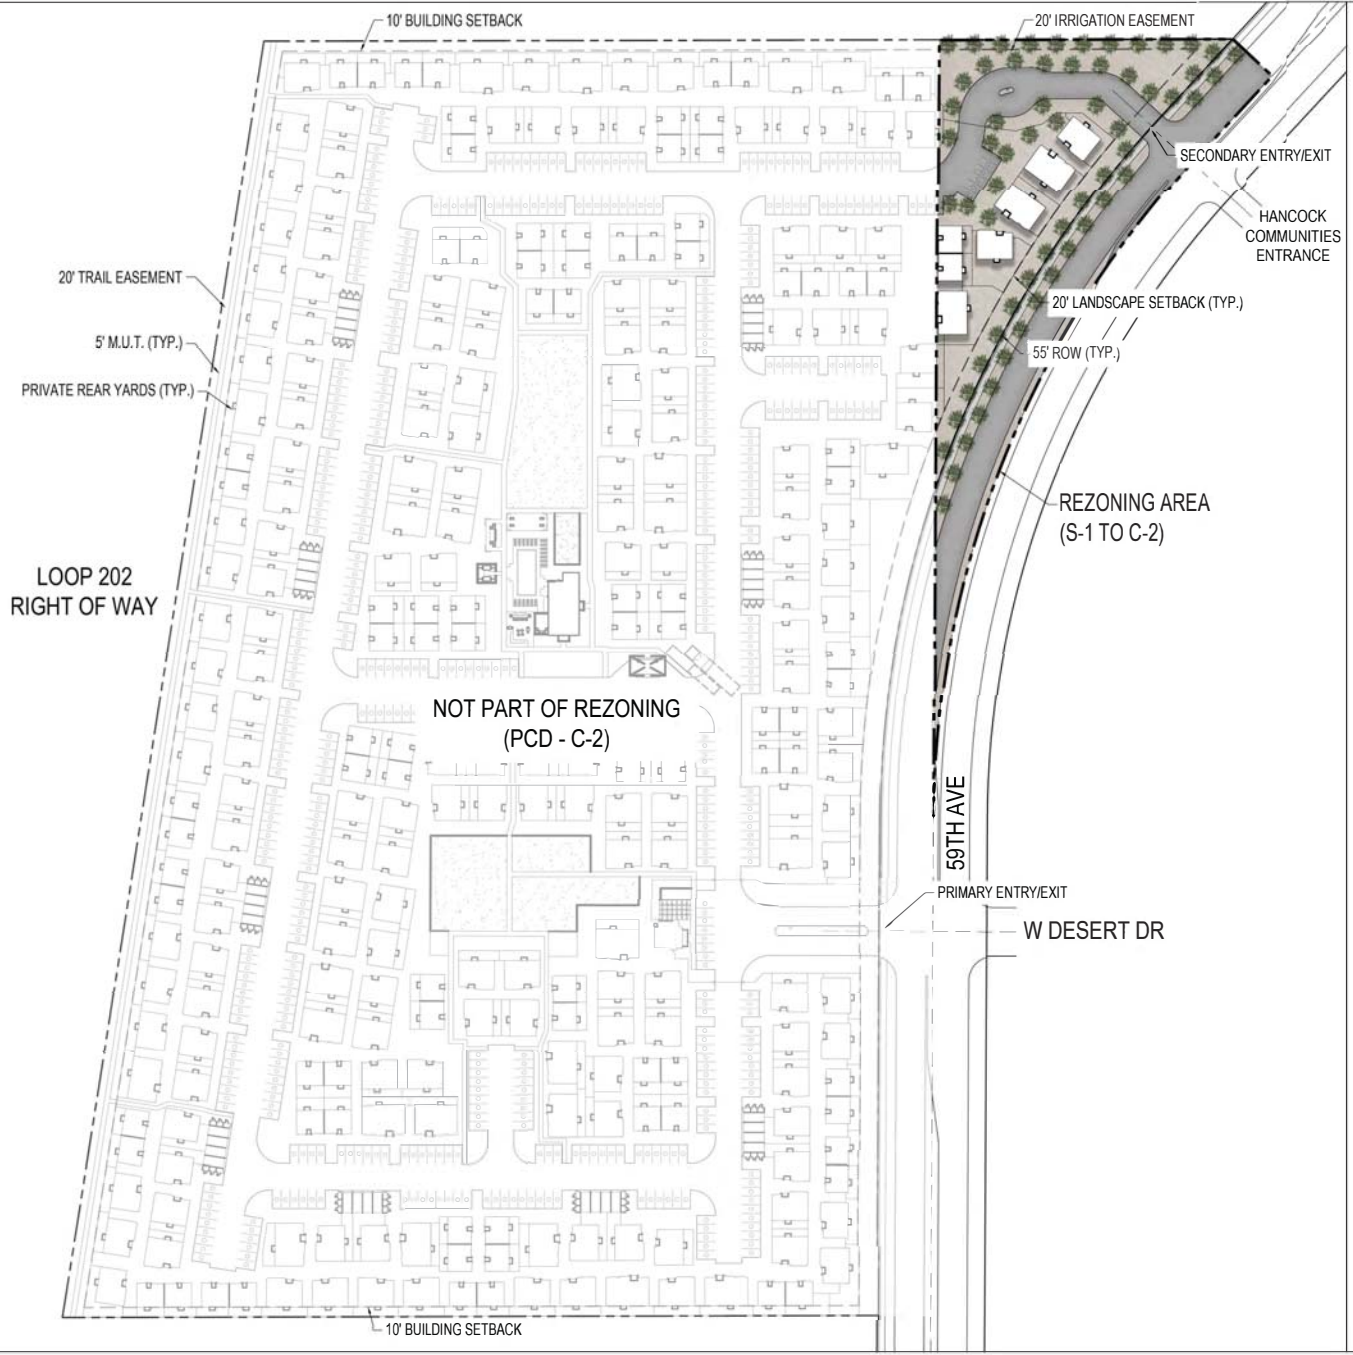 10' BUILDING SETBACK
20' IRRIGATION EASEMENT
SECONDARY ENTRY/EXIT
HANCOCK
COMMUNITIES
ENTRANCE
20' TRAIL EASEMENT
20' LANDSCAPE SETBACK (TYP.)
5' M.U.T. (TYP.)
55' ROW (TYP.)
PRIVATE REAR YARDS (TYP.)
REZONING AREA
(S-1 TO C-2)
LOOP 202
RIGHT OF WAY
NOT PART OF REZONING
(PCD - C-2)
59TH AVE
PRIMARY ENTRY/EXIT
W DESERT DR
10' BUILDING SETBACK